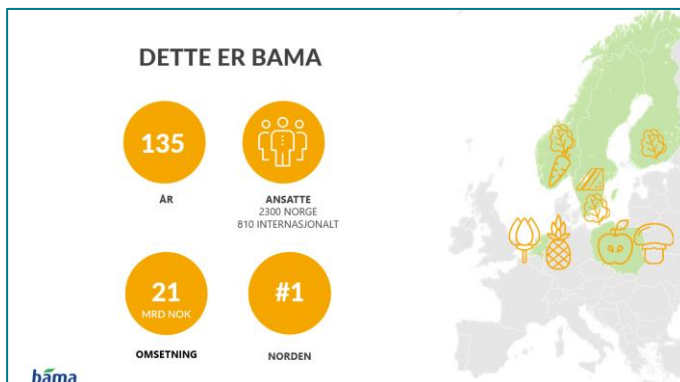 DETTE ER BAMA
135
ÅR
ANSATTE
2300 NORGE
810 INTERNASJONALT
21
MRD NOK
OMSETNING
#1
NORDEN
bama